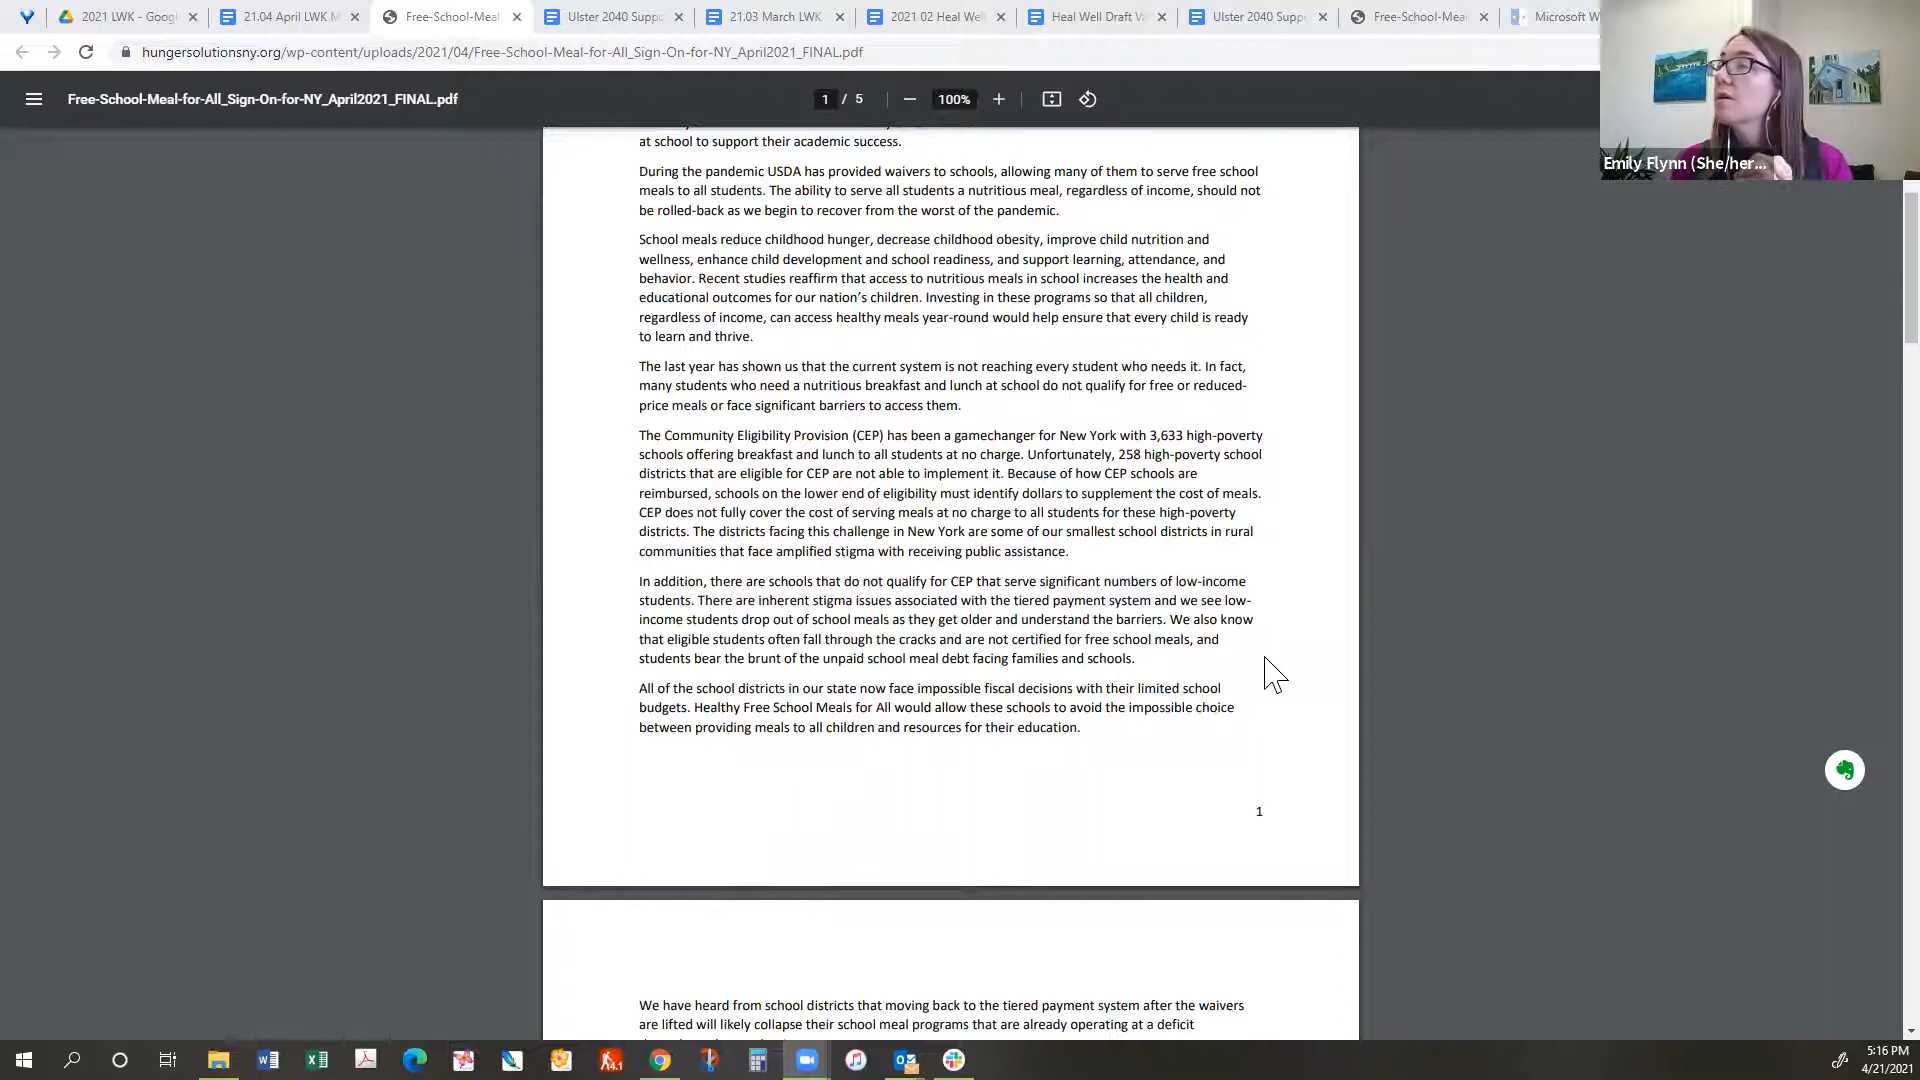 2021 LWK - Goog
21.04 April LWK M
Free-School-Meal
Ulster 2040 Suppo
21.03 March LWK
2021 02 Heal Wel
Heal Well Draft Va
Ulster 2040 Suppo
Free-School-Mea
Microsoft W
hungersolutionsny.org/wp-content/uploads/2021/04/Free-School-Meal-for-All_Sign-On-for-NY_April2021_FINAL.pdf
Free-School-Meal-for-All_Sign-On-for-NY_April2021_FINAL.pdf
1 / 5
100%
Emily Flynn (She/her...
at school to support their academic success.
During the pandemic USDA has provided waivers to schools, allowing many of them to serve free school
meals to all students. The ability to serve all students a nutritious meal, regardless of income, should not
be rolled-back as we begin to recover from the worst of the pandemic.
School meals reduce childhood hunger, decrease childhood obesity, improve child nutrition and
wellness, enhance child development and school readiness, and support learning, attendance, and
behavior. Recent studies reaffirm that access to nutritious meals in school increases the health and
educational outcomes for our nation's children. Investing in these programs so that all children,
regardless of income, can access healthy meals year-round would help ensure that every child is ready
to learn and thrive.
The last year has shown us that the current system is not reaching every student who needs it. In fact,
many students who need a nutritious breakfast and lunch at school do not qualify for free or reduced-
price meals or face significant barriers to access them.
The Community Eligibility Provision (CEP) has been a gamechanger for New York with 3,633 high-poverty
schools offering breakfast and lunch to all students at no charge. Unfortunately, 258 high-poverty school
districts that are eligible for CEP are not able to implement it. Because of how CEP schools are
reimbursed, schools on the lower end of eligibility must identify dollars to supplement the cost of meals.
CEP does not fully cover the cost of serving meals at no charge to all students for these high-poverty
districts. The districts facing this challenge in New York are some of our smallest school districts in rural
communities that face amplified stigma with receiving public assistance.
In addition, there are schools that do not qualify for CEP that serve significant numbers of low-income
students. There are inherent stigma issues associated with the tiered payment system and we see low-
income students drop out of school meals as they get older and understand the barriers. We also know
that eligible students often fall through the cracks and are not certified for free school meals, and
students bear the brunt of the unpaid school meal debt facing families and schools.
All of the school districts in our state now face impossible fiscal decisions with their limited school
budgets. Healthy Free School Meals for All would allow these schools to avoid the impossible choice
between providing meals to all children and resources for their education.
1
We have heard from school districts that moving back to the tiered payment system after the waivers
are lifted will likely collapse their school meal programs that are already operating at a deficit
5:16 PM
4/21/2021